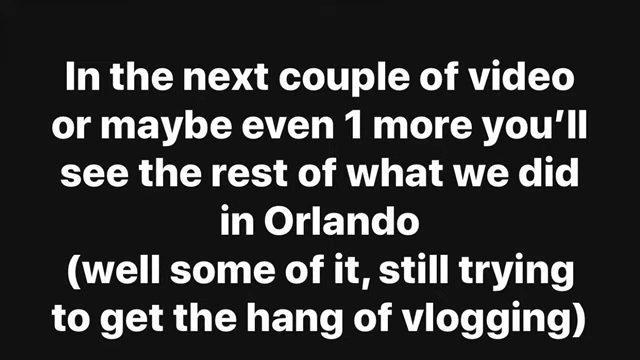 In the next couple of video
or maybe even 1 more you’ll
see the rest of what we did
in Orlando
(well some of it, still trying
to get the hang of vlogging)